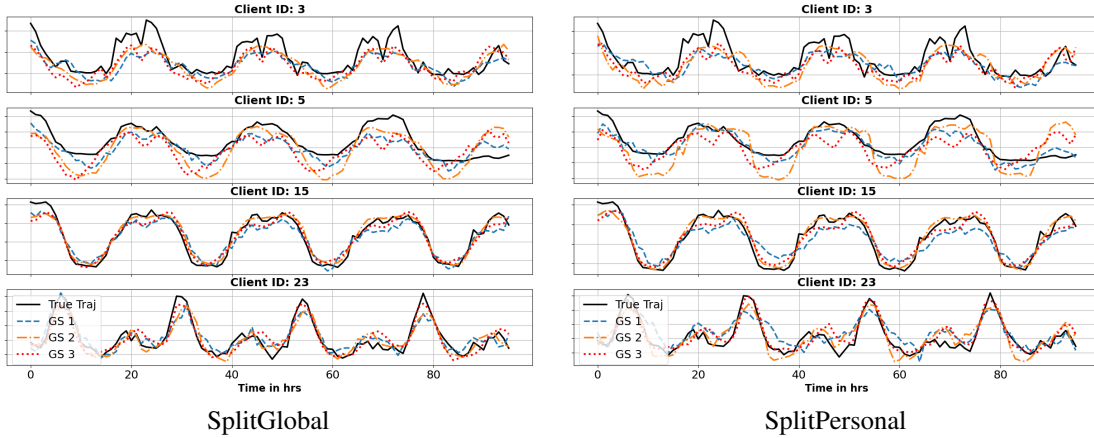 Client ID: 3
Client ID: 5
Client ID: 15
Client ID: 23
True Traj
GS 1
GS 2
GS 3
0 20 40 60 80
Time in hrs
SplitGlobal
Client ID: 3
Client ID: 5
Client ID: 15
Client ID: 23
True Traj
GS 1
GS 2
GS 3
0 20 40 60 80
Time in hrs
SplitPersonal